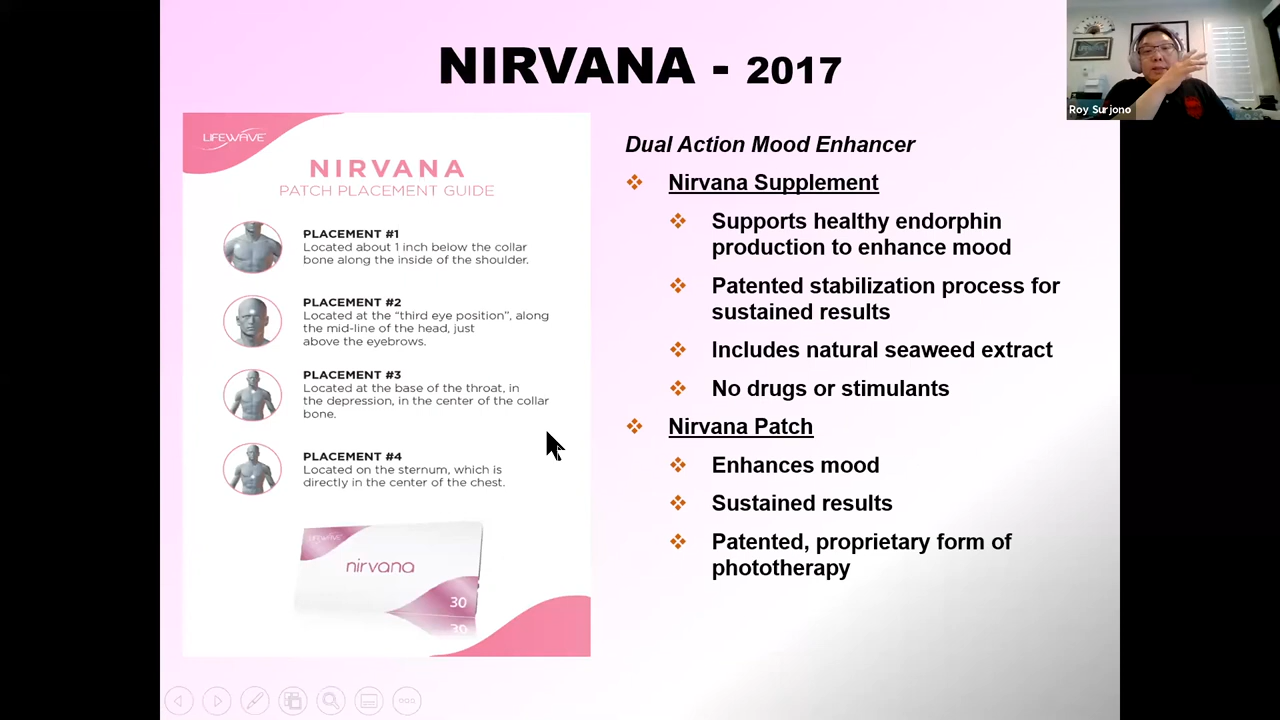 NIRVANA - 2017
Roy Surjono
LIFEWAVE
NIRVANA
PATCH PLACEMENT GUIDE
PLACEMENT #1
Located about 1 inch below the collar
bone along the inside of the shoulder.
PLACEMENT #2
Located at the “third eye position”, along
the mid-line of the head, just
above the eyebrows.
PLACEMENT #3
Located at the base of the throat, in
the depression, in the center of the collar
bone.
PLACEMENT #4
Located on the sternum, which is
directly in the center of the chest.
LIFEWAVE
nirvana
30
30
Dual Action Mood Enhancer
Nirvana Supplement
Supports healthy endorphin
production to enhance mood
Patented stabilization process for
sustained results
Includes natural seaweed extract
No drugs or stimulants
Nirvana Patch
Enhances mood
Sustained results
Patented, proprietary form of
phototherapy